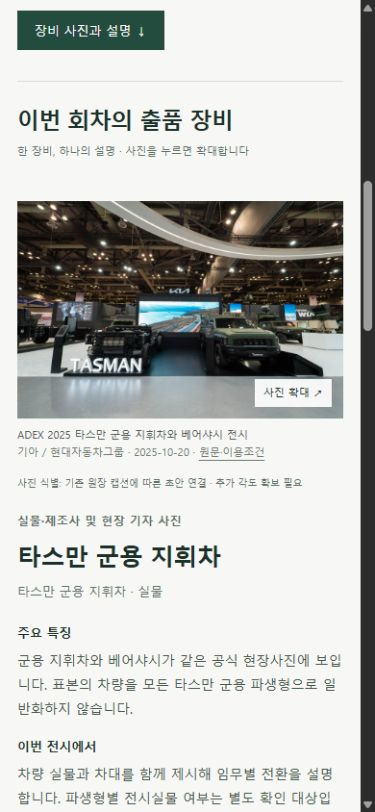 장비 사진과 설명 ↓
이번 회차의 출품 장비
한 장비, 하나의 설명 · 사진을 누르면 확대합니다
KIA
TASMAN
사진 확대 ↗
ADEX 2025 타스만 군용 지휘차와 베어샤시 전시
기아 / 현대자동차그룹 · 2025-10-20 · 원문·이용조건
사진 식별: 기존 원장 캡션에 따른 초안 연결 · 추가 각도 확보 필요
실물·제조사 및 현장 기자 사진
타스만 군용 지휘차
타스만 군용 지휘차 · 실물
주요 특징
군용 지휘차와 베어샤시가 같은 공식 현장사진에 보입
니다. 표본의 차량을 모든 타스만 군용 파생형으로 일
반화하지 않습니다.
이번 전시에서
차량 실물과 차대를 함께 제시해 임무별 전환을 설명
합니다. 파생형별 전시실물 여부는 별도 확인 대상입